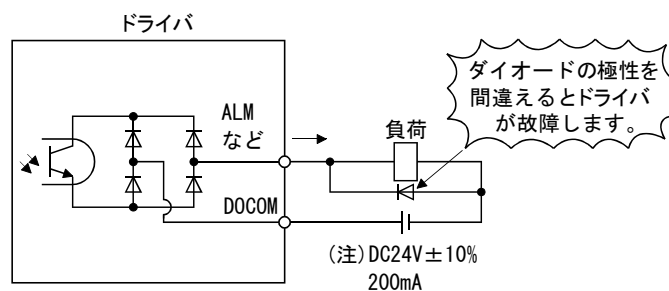 ドライバ
ALM
など
負荷
ダイオードの極性を
間違えるとドライバ
が故障します。
DOCOM
(注)DC24V±10%
200mA